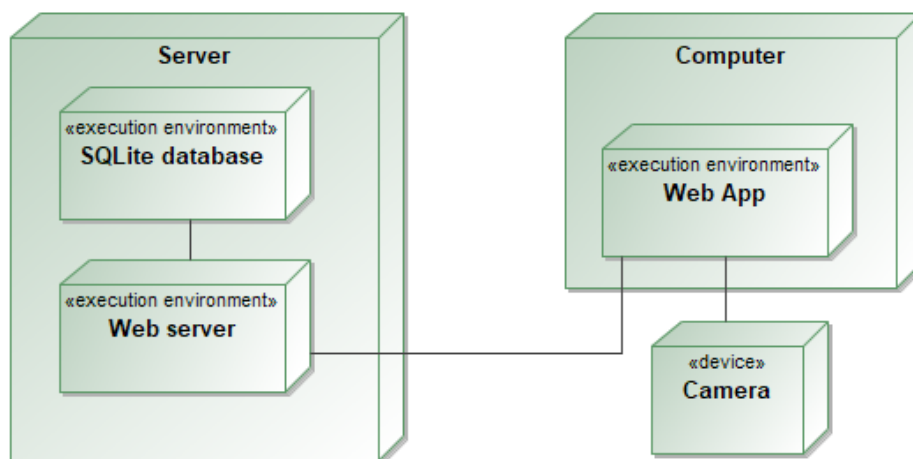 Server
«execution environment»
SQLite database
«execution environment»
Web server
Computer
«execution environment»
Web App
«device»
Camera